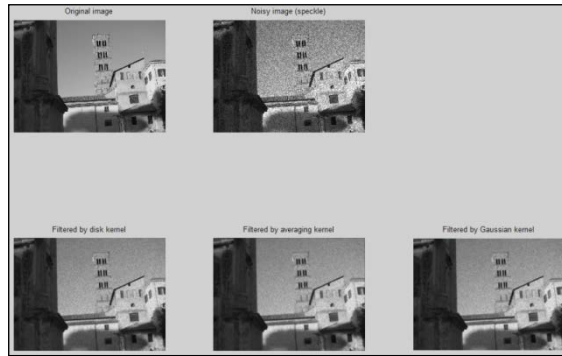 Original image
Noisy image (speckle)
Filtered by disk kernel
Filtered by averaging kernel
Filtered by Gaussian kernel